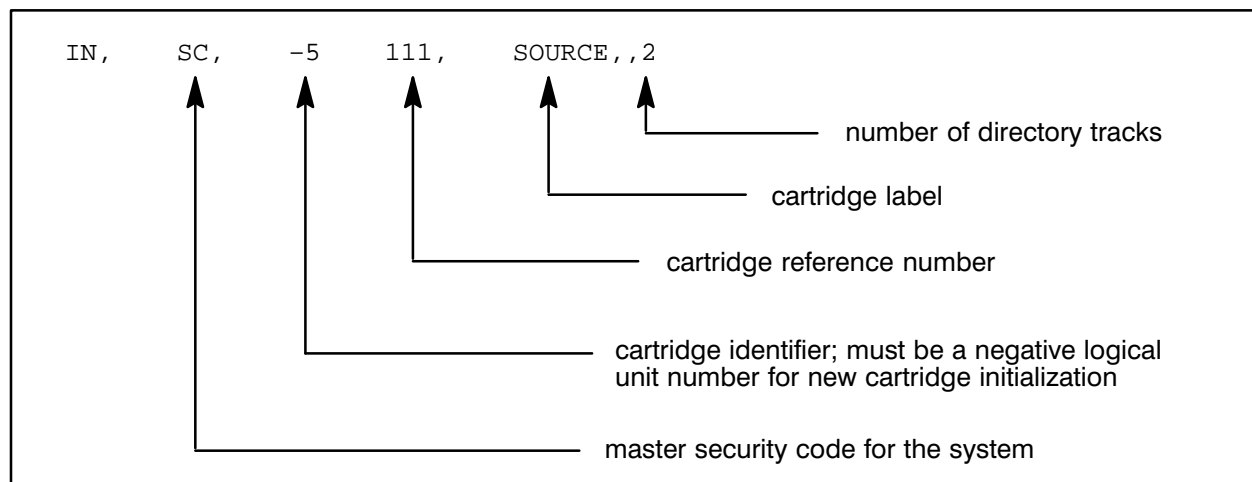 IN, SC, −5 111, SOURCE,,2
number of directory tracks
cartridge label
cartridge reference number
cartridge identifier; must be a negative logical
unit number for new cartridge initialization
master security code for the system